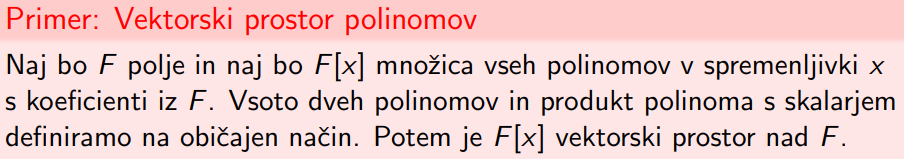 Primer: Vektorski prostor polinomov
Naj bo F polje in naj bo F[x] množica vseh polinomov v spremenljivki x
s koeficienti iz F. Vsoto dveh polinomov in produkt polinoma s skalarjem
definiramo na običajen način. Potem je F[x] vektorski prostor nad F.